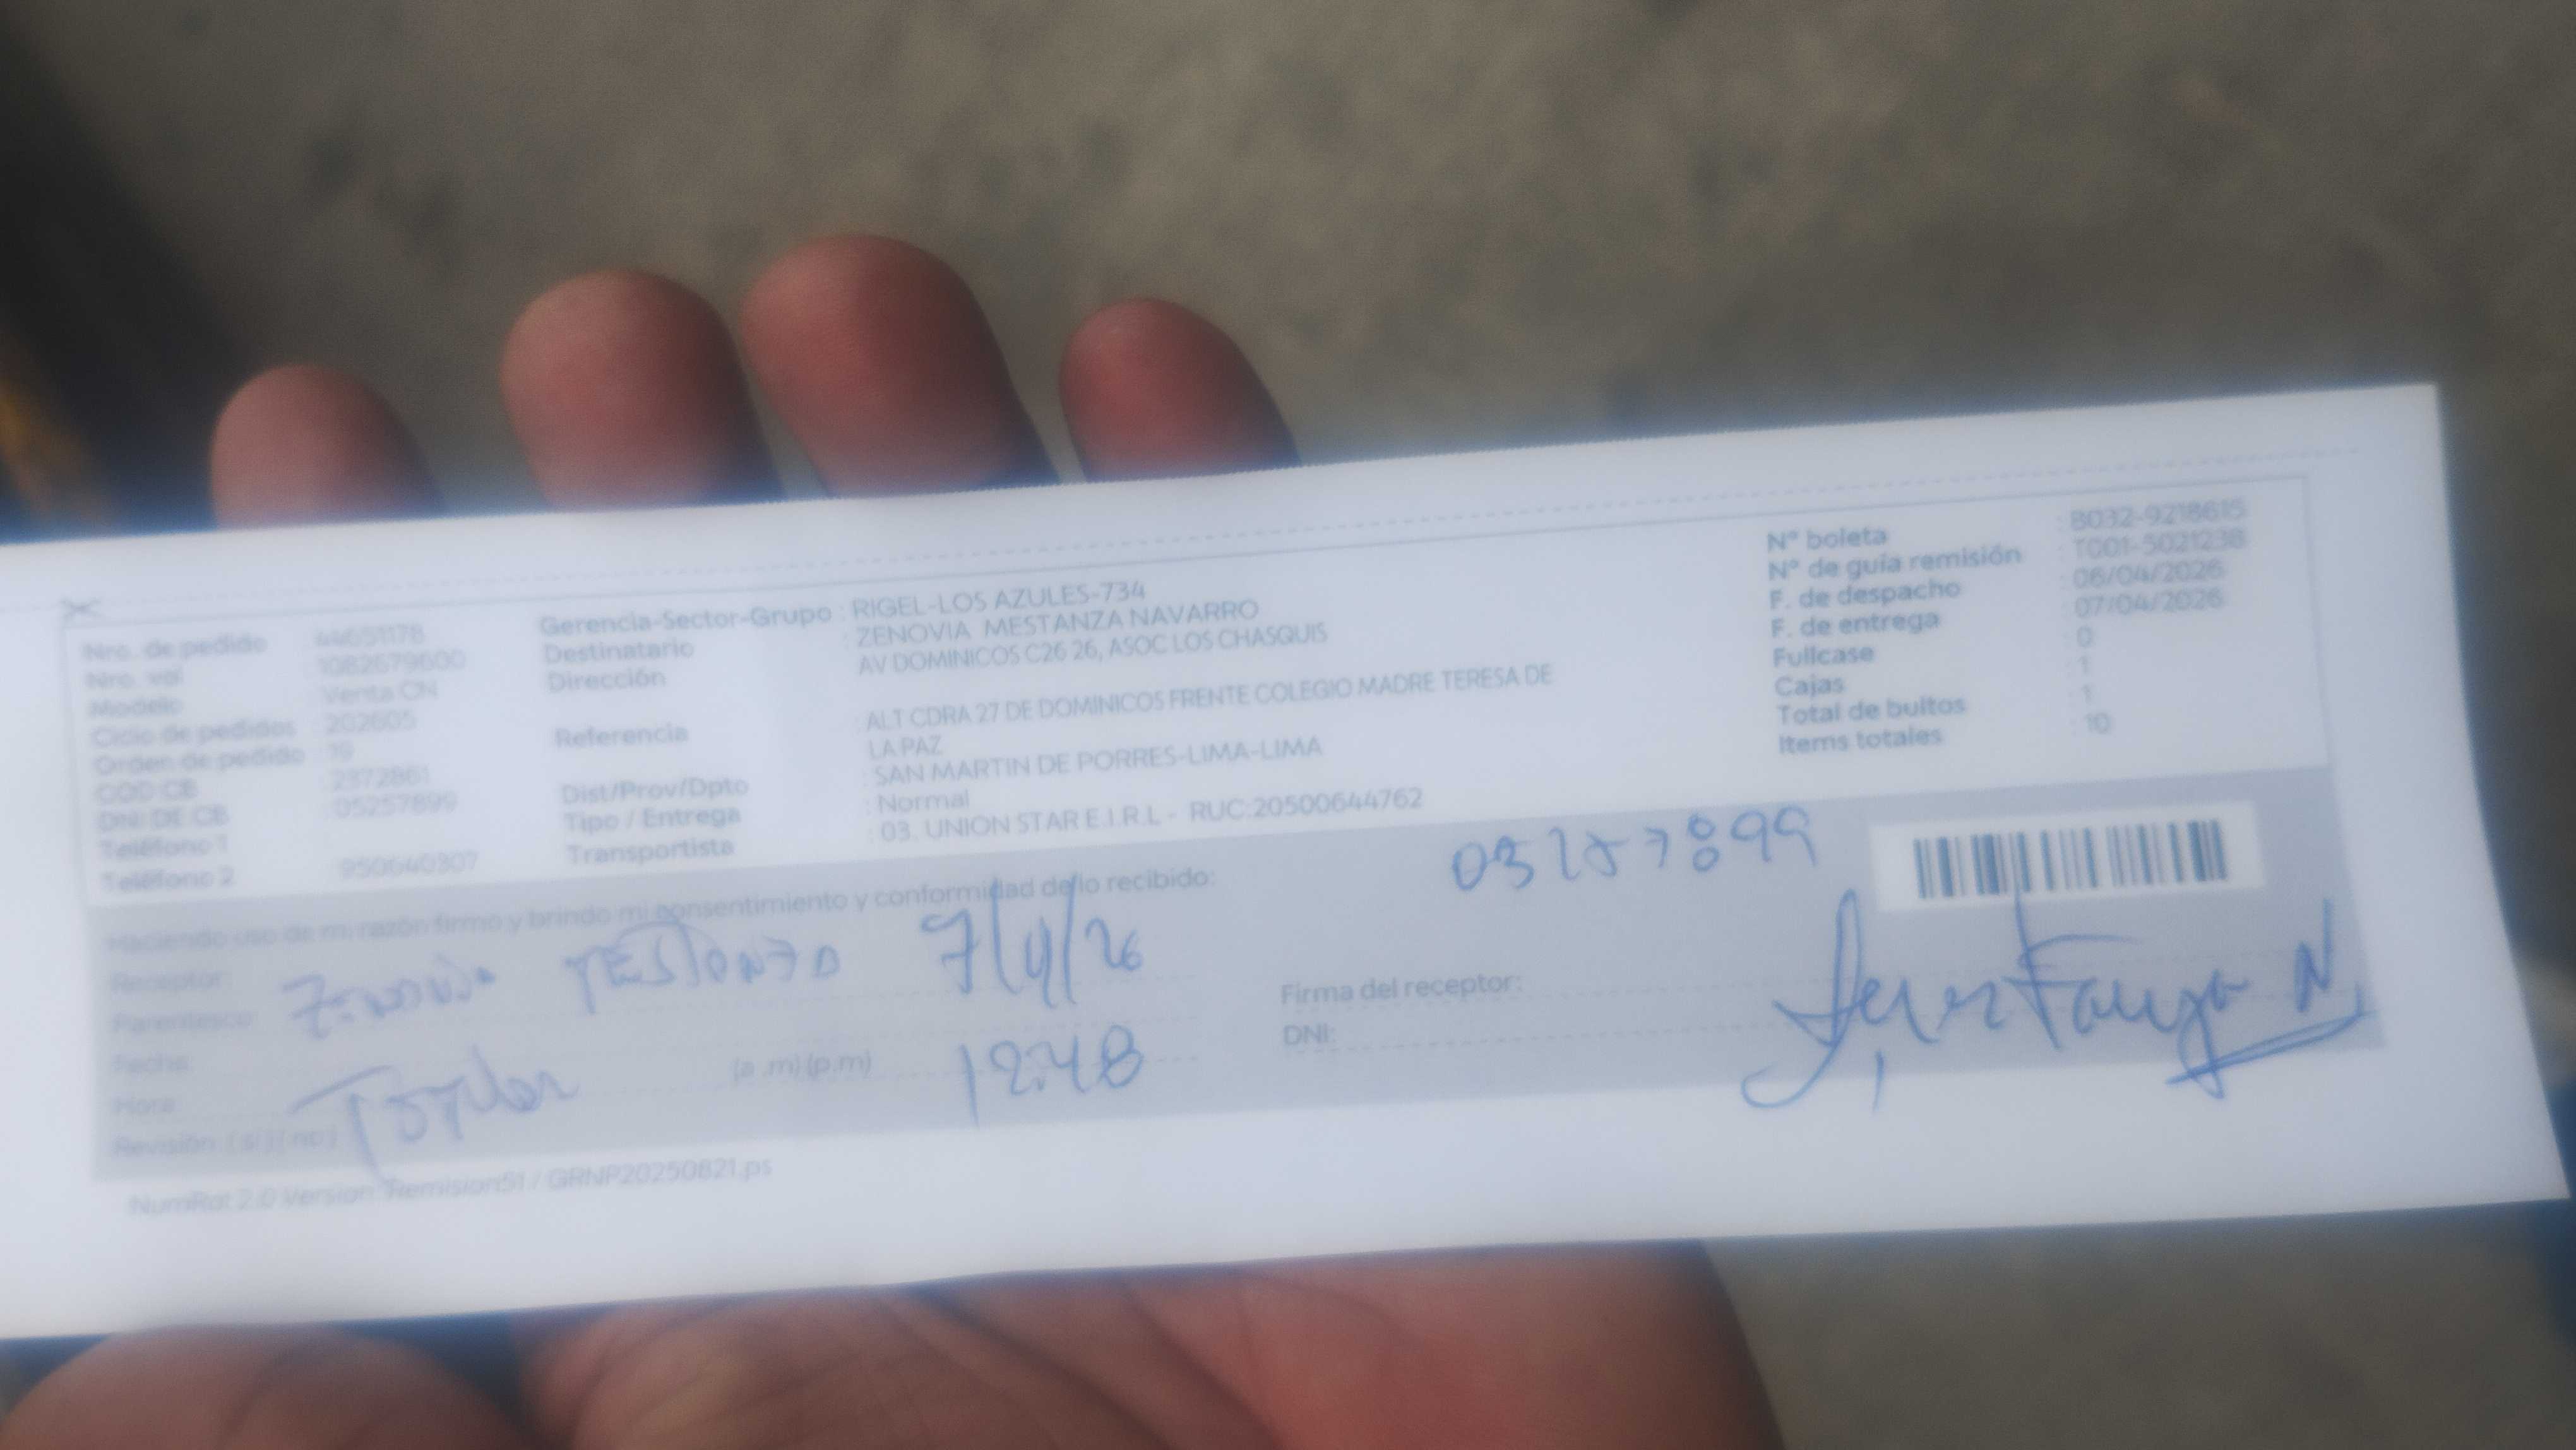 Nro. de pedido : 44651178
Nro. val : 1082679600
Modelo : Venta CN
Ciclo de pedidos : 202605
Orden de pedido : 19
COD CB : 2372861
DNI DE CB : 05257899
Teléfono 1
Teléfono 2 : 950640307
Gerencia-Sector-Grupo : RIGEL-LOS AZULES-734
Destinatario : ZENOVIA MESTANZA NAVARRO
Dirección : AV DOMINICOS C26 26, ASOC LOS CHASQUIS
Referencia : ALT CDRA 27 DE DOMINICOS FRENTE COLEGIO MADRE TERESA DE
LA PAZ
Dist/Prov/Dpto : SAN MARTIN DE PORRES-LIMA-LIMA
Tipo / Entrega : Normal
Transportista : 03. UNION STAR E.I.R.L - RUC:20500644762
N° boleta : B032-9218615
N° de guía remisión : T001-5021238
F. de despacho : 06/04/2026
F. de entrega : 07/04/2026
Fullcase : 0
Cajas : 1
Total de bultos : 1
Items totales : 10
Haciendo uso de mi razón firmo y brindo mi consentimiento y conformidad de lo recibido:
Receptor:
Parentesco:
7/4/26
Fecha:
Hora (a.m) (p.m) 12:48
Revisión: (si) (no)
Firma del receptor:
DNI:
NumRdt 2.0 Version: Remision51 / GRNP20250821.ps